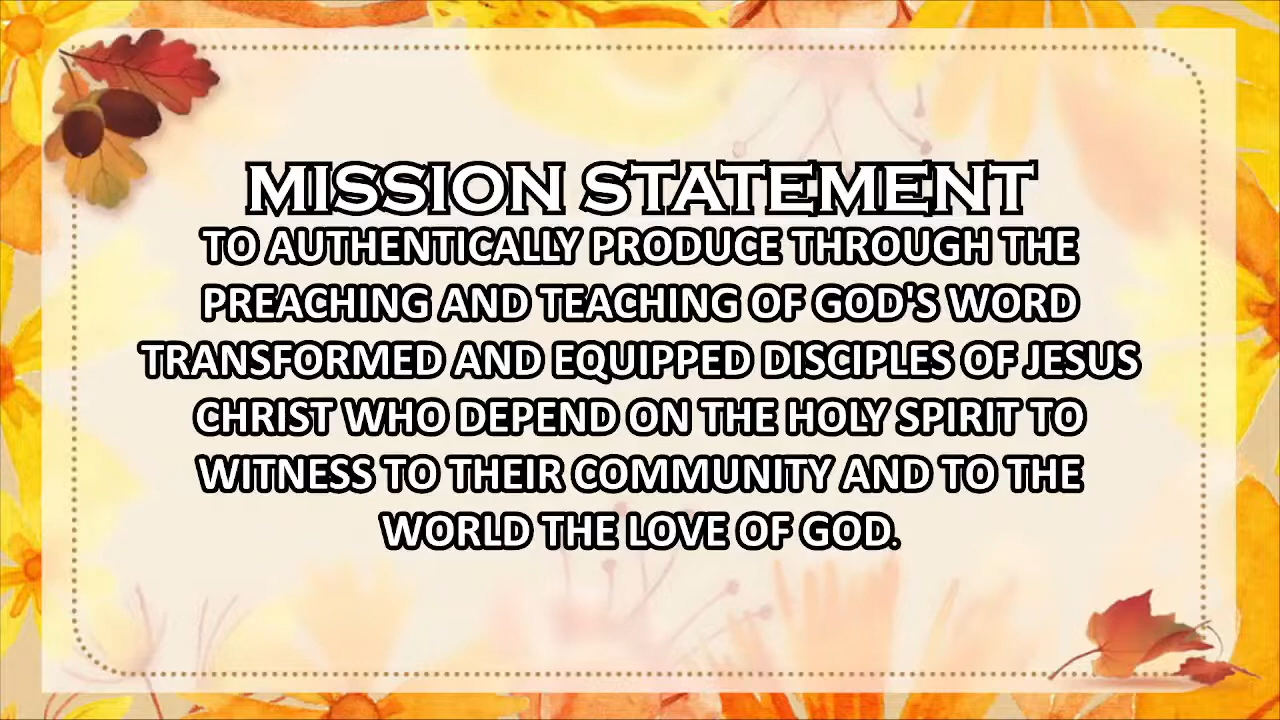 MISSION STATEMENT
TO AUTHENTICALLY PRODUCE THROUGH THE
PREACHING AND TEACHING OF GOD'S WORD
TRANSFORMED AND EQUIPPED DISCIPLES OF JESUS
CHRIST WHO DEPEND ON THE HOLY SPIRIT TO
WITNESS TO THEIR COMMUNITY AND TO THE
WORLD THE LOVE OF GOD.